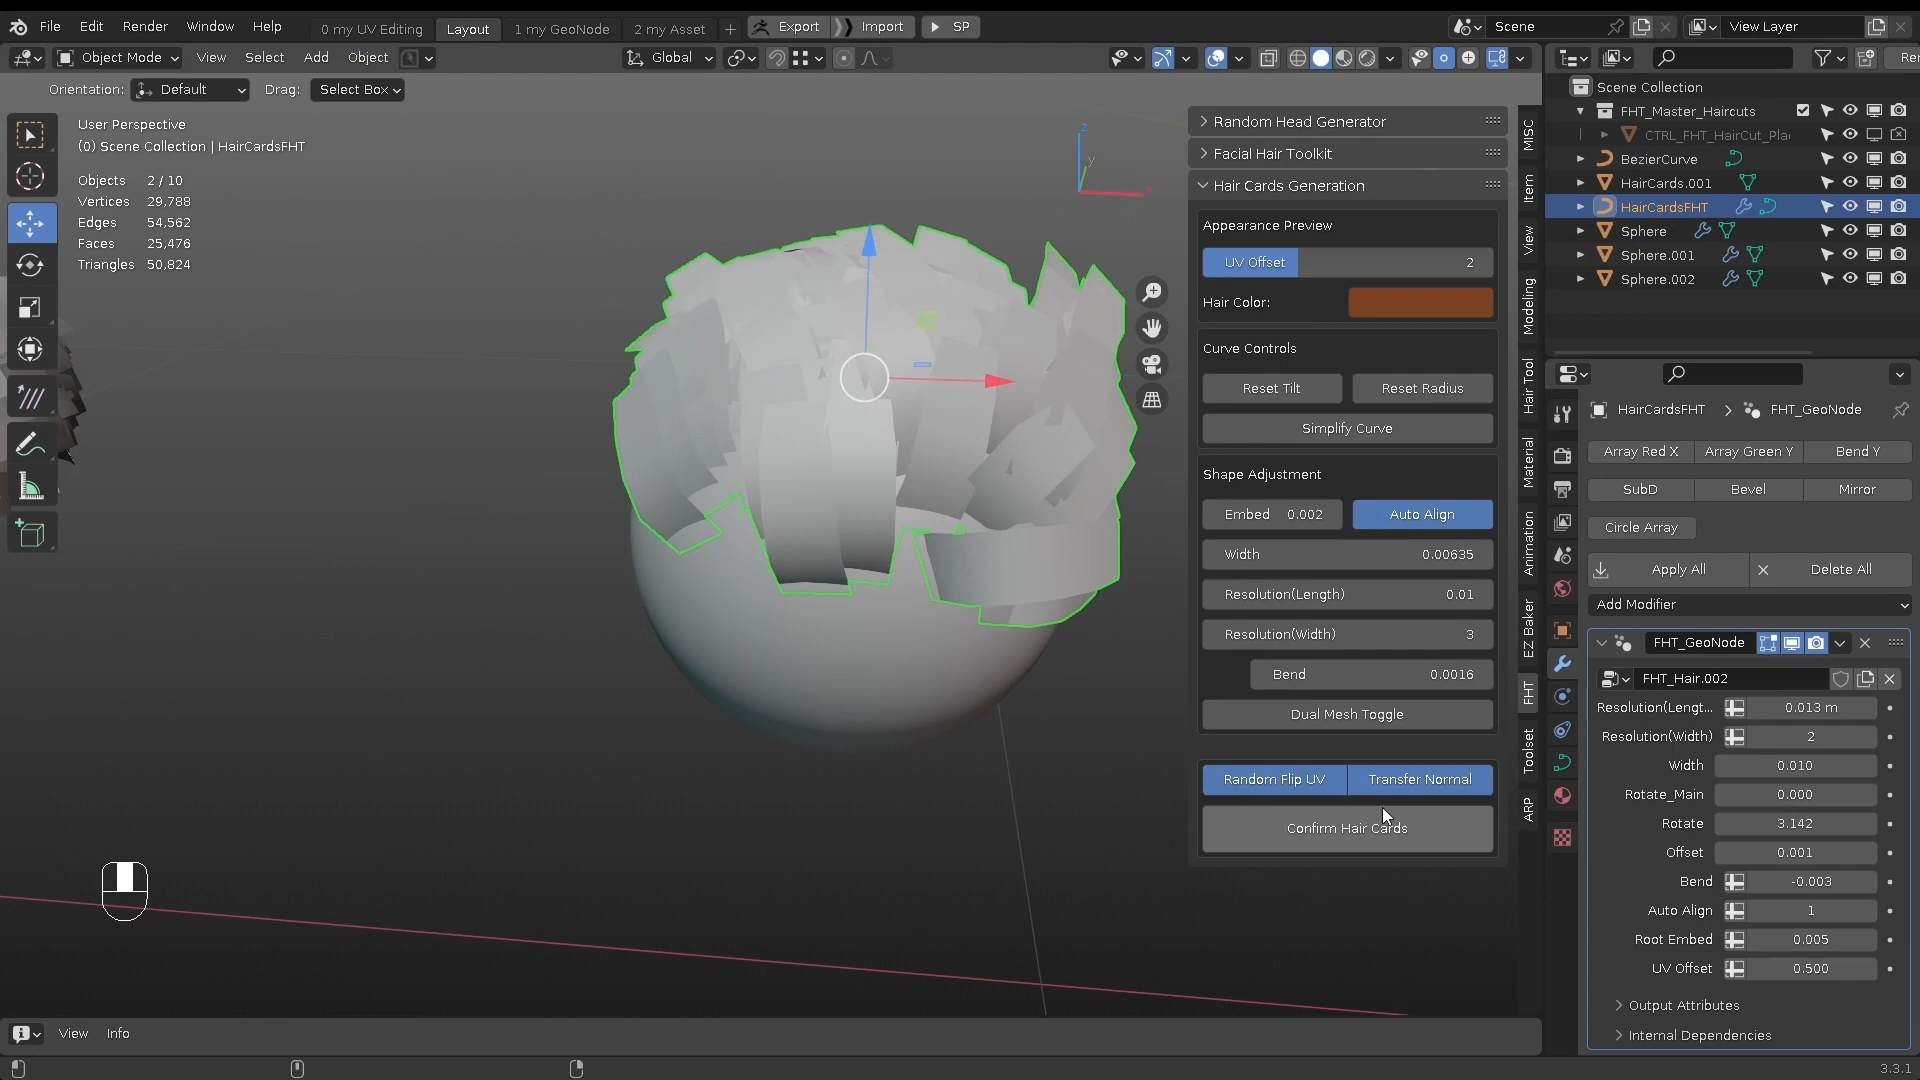 File Edit Render Window Help 0 my UV Editing Layout 1 my GeoNode 2 my Asset Export Import SP Scene View Layer
Object Mode View Select Add Object Global
Orientation: Default Drag: Select Box
User Perspective
(0) Scene Collection | HairCardsFHT
Objects 2 / 10
Vertices 29,788
Edges 54,562
Faces 25,476
Triangles 50,824
z
y
Random Head Generator
Facial Hair Toolkit
Hair Cards Generation
Appearance Preview
UV Offset 2
Hair Color:
Curve Controls
Reset Tilt Reset Radius
Simplify Curve
Shape Adjustment
Embed 0.002 Auto Align
Width 0.00635
Resolution(Length) 0.01
Resolution(Width) 3
Bend 0.0016
Dual Mesh Toggle
Random Flip UV Transfer Normal
Confirm Hair Cards
MISC
Item
View
Modeling
Hair Tool
Material
Animation
EZ Baker
FHT
Toolset
ARP
Scene Collection
FHT_Master_Haircuts
CTRL_FHT_HairCut_Pla
BezierCurve
HairCards.001
HairCardsFHT
Sphere
Sphere.001
Sphere.002
HairCardsFHT > FHT_GeoNode
Array Red X Array Green Y Bend Y
SubD Bevel Mirror
Circle Array
Apply All Delete All
Add Modifier
FHT_GeoNode
FHT_Hair.002
Resolution(Lengt... 0.013 m
Resolution(Width) 2
Width 0.010
Rotate_Main 0.000
Rotate 3.142
Offset 0.001
Bend -0.003
Auto Align 1
Root Embed 0.005
UV Offset 0.500
Output Attributes
Internal Dependencies
View Info
3.3.1